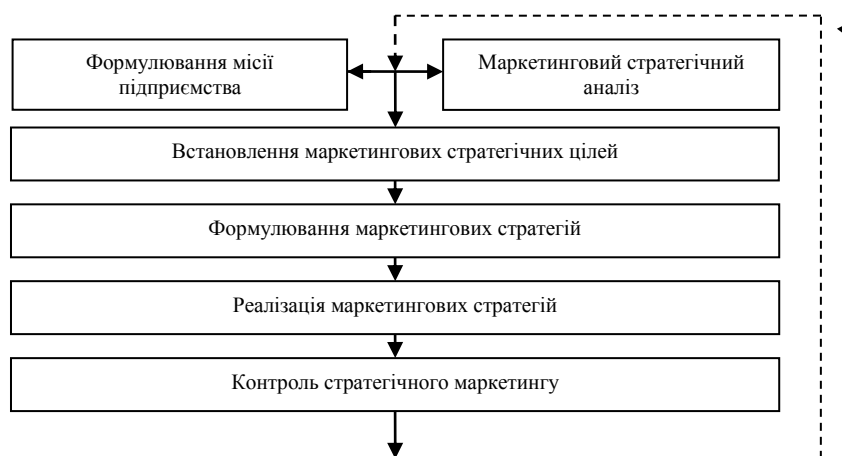 Формулювання місії
підприємства
Маркетинговий стратегічний
аналіз
Встановлення маркетингових стратегічних цілей
Формулювання маркетингових стратегій
Реалізація маркетингових стратегій
Контроль стратегічного маркетингу